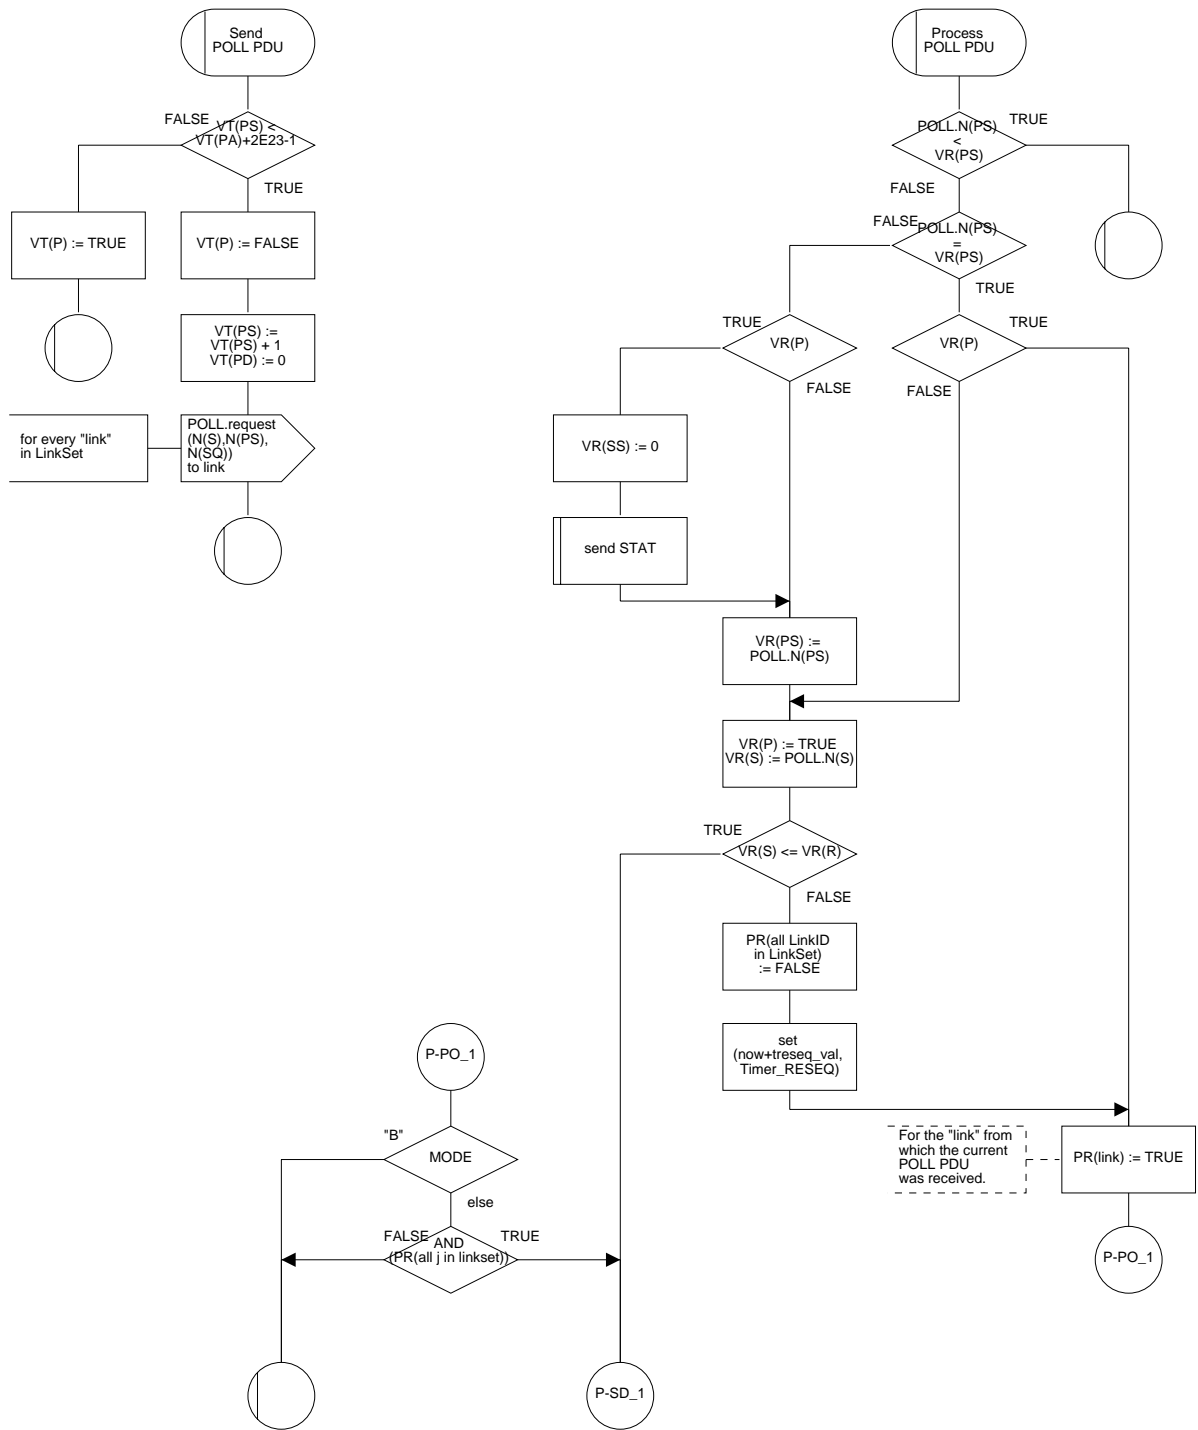 Send
POLL PDU
FALSE
VT(PS) <
VT(PA)+2E23-1
TRUE
VT(P) := TRUE
VT(P) := FALSE
VT(PS) :=
VT(PS) + 1
VT(PD) := 0
for every "link"
in LinkSet
POLL.request
(N(S),N(PS),
N(SQ))
to link
Process
POLL PDU
POLL.N(PS)
<
VR(PS)
TRUE
FALSE
FALSE
POLL.N(PS)
=
VR(PS)
TRUE
TRUE
VR(P)
FALSE
TRUE
VR(P)
FALSE
VR(SS) := 0
send STAT
VR(PS) :=
POLL.N(PS)
VR(P) := TRUE
VR(S) := POLL.N(S)
TRUE
VR(S) <= VR(R)
FALSE
PR(all LinkID
in LinkSet)
:= FALSE
set
(now+treseq_val,
Timer_RESEQ)
For the "link" from
which the current
POLL PDU
was received.
PR(link) := TRUE
P-PO_1
P-PO_1
"B"
MODE
else
FALSE
AND
(PR(all j in linkset))
TRUE
P-SD_1